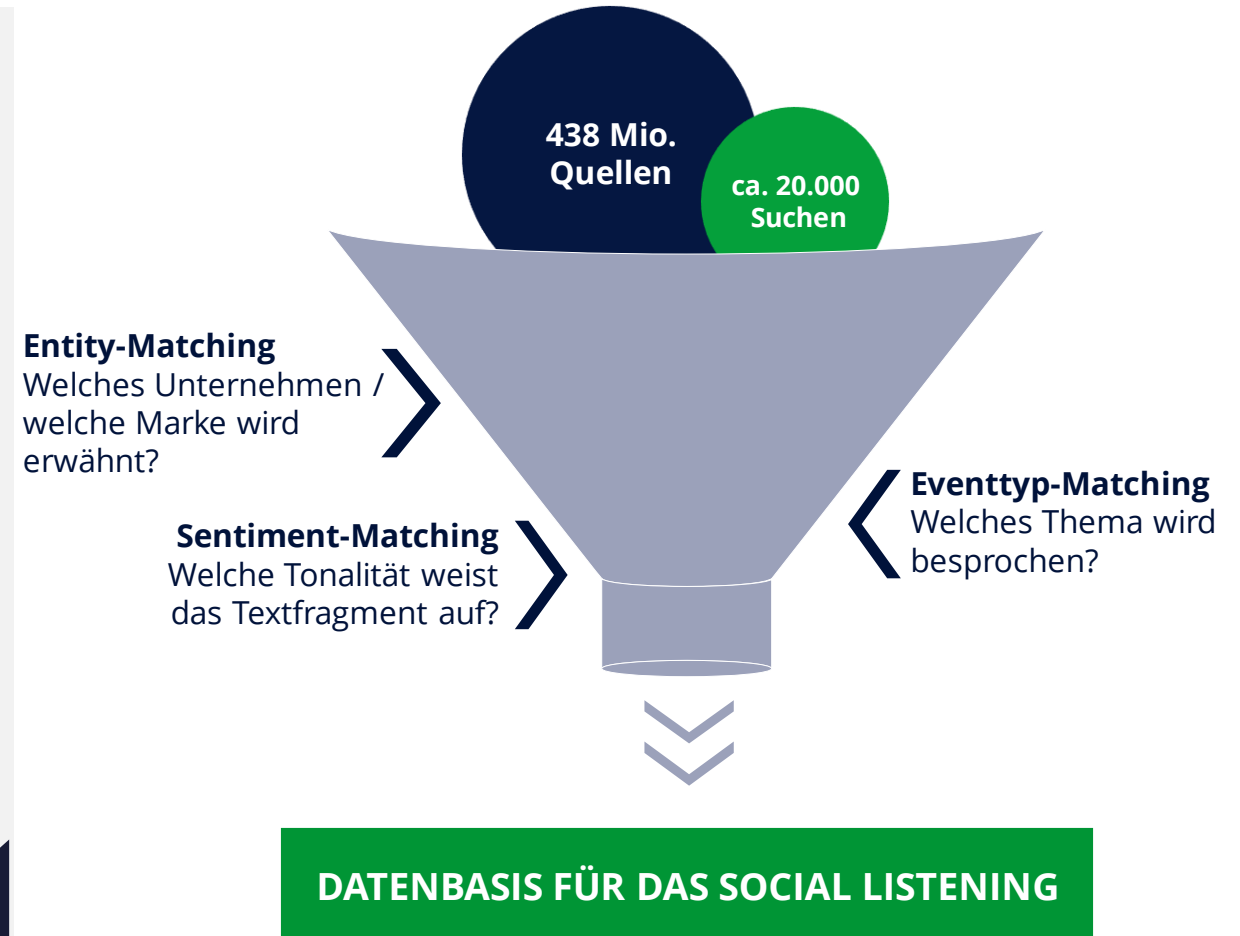 438 Mio.
Quellen
ca. 20.000
Suchen
Entity-Matching
Welches Unternehmen /
welche Marke wird
erwähnt?
Eventtyp-Matching
Welches Thema wird
besprochen?
Sentiment-Matching
Welche Tonalität weist
das Textfragment auf?
DATENBASIS FÜR DAS SOCIAL LISTENING